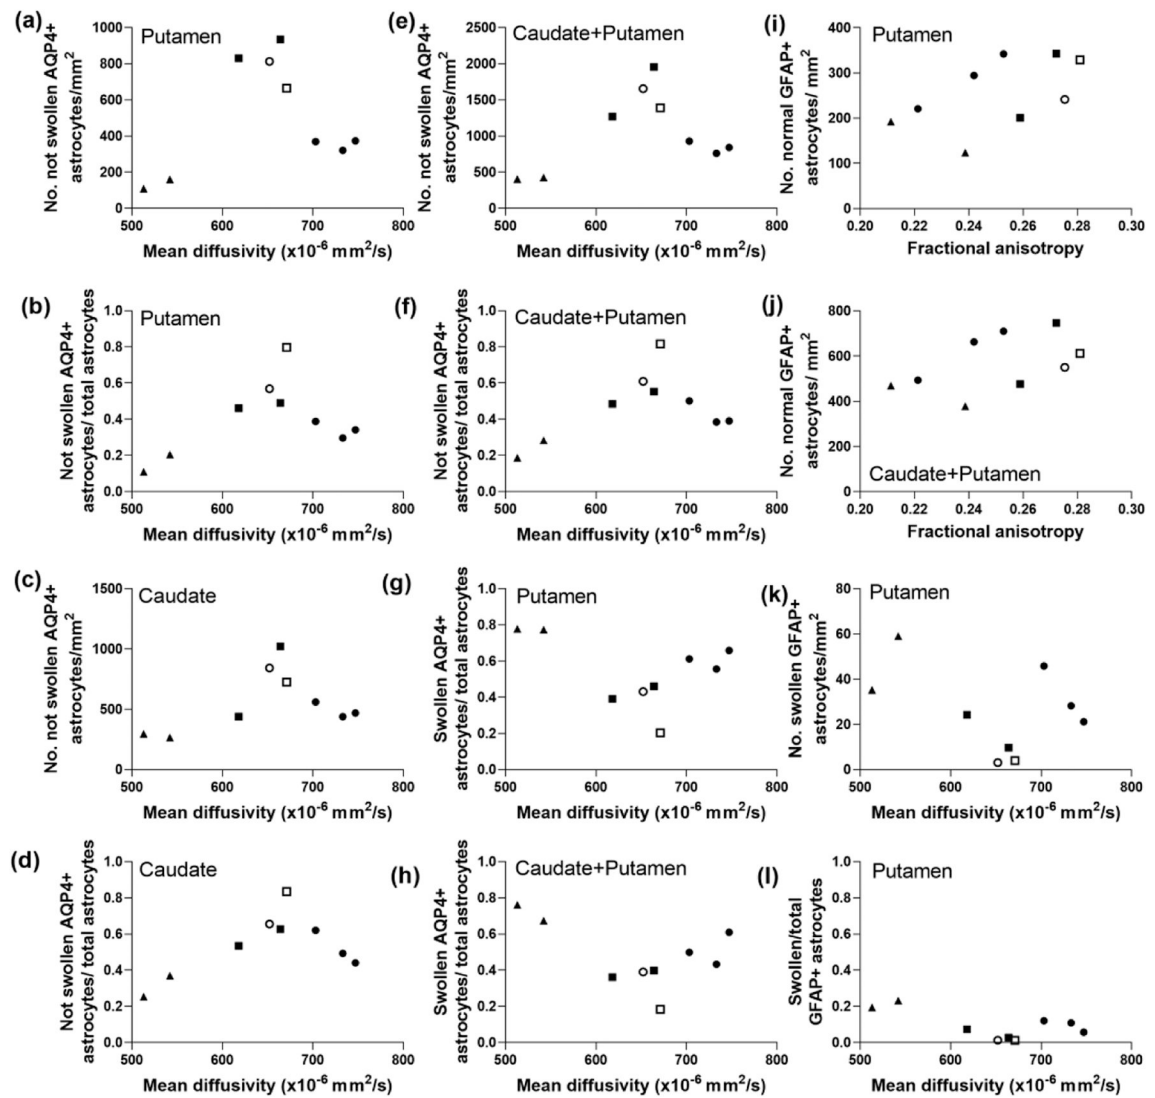 (a)
No. not swollen AQP4+
astrocytes/mm2
1000
800
600
400
200
0
Putamen
500 600 700 800
Mean diffusivity (x10-6 mm2/s)
(e)
No. not swollen AQP4+
astrocytes/mm2
2500
2000
1500
1000
500
0
Caudate+Putamen
500 600 700 800
Mean diffusivity (x10-6 mm2/s)
(i)
No. normal GFAP+
astrocytes/ mm2
400
300
200
100
0
Putamen
0.20 0.22 0.24 0.26 0.28 0.30
Fractional anisotropy
(b)
Not swollen AQP4+
astrocytes/ total astrocytes
1.0
0.8
0.6
0.4
0.2
0.0
Putamen
500 600 700 800
Mean diffusivity (x10-6 mm2/s)
(f)
Not swollen AQP4+
astrocytes/ total astrocytes
1.0
0.8
0.6
0.4
0.2
0.0
Caudate+Putamen
500 600 700 800
Mean diffusivity (x10-6 mm2/s)
(j)
No. normal GFAP+
astrocytes/ mm2
800
600
400
200
0
Caudate+Putamen
0.20 0.22 0.24 0.26 0.28 0.30
Fractional anisotropy
(c)
No. not swollen AQP4+
astrocytes/mm2
1500
1000
500
0
Caudate
500 600 700 800
Mean diffusivity (x10-6 mm2/s)
(g)
Swollen AQP4+
astrocytes/ total astrocytes
1.0
0.8
0.6
0.4
0.2
0.0
Putamen
500 600 700 800
Mean diffusivity (x10-6 mm2/s)
(k)
No. swollen GFAP+
astrocytes/mm2
80
60
40
20
0
Putamen
500 600 700 800
Mean diffusivity (x10-6 mm2/s)
(d)
Not swollen AQP4+
astrocytes/ total astrocytes
1.0
0.8
0.6
0.4
0.2
0.0
Caudate
500 600 700 800
Mean diffusivity (x10-6 mm2/s)
(h)
Swollen AQP4+
astrocytes/ total astrocytes
1.0
0.8
0.6
0.4
0.2
0.0
Caudate+Putamen
500 600 700 800
Mean diffusivity (x10-6 mm2/s)
(l)
Swollen/total
GFAP+ astrocytes
1.0
0.8
0.6
0.4
0.2
0.0
Putamen
500 600 700 800
Mean diffusivity (x10-6 mm2/s)